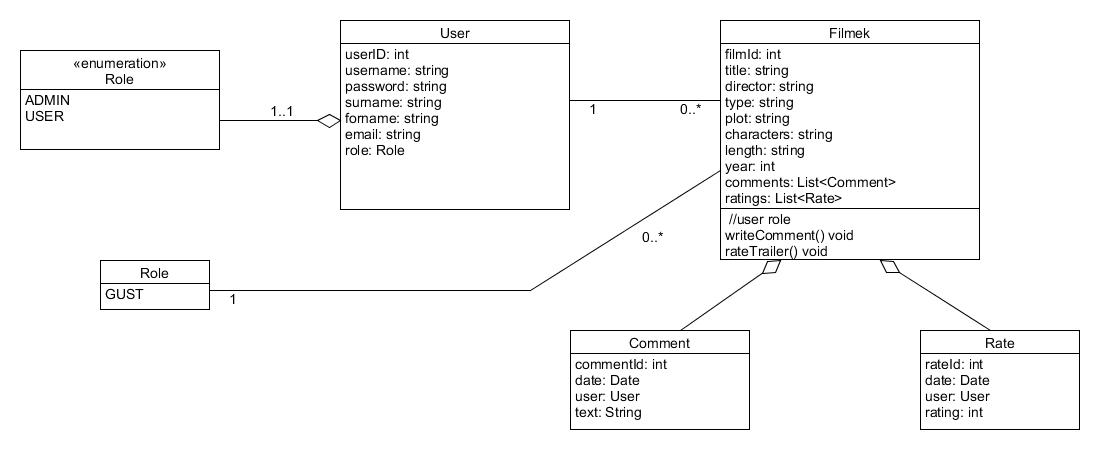 «enumeration»
Role
ADMIN
USER
1..1
User
userID: int
username: string
password: string
surname: string
forname: string
email: string
role: Role
1
0..*
Filmek
filmId: int
title: string
director: string
type: string
plot: string
characters: string
length: string
year: int
comments: List<Comment>
ratings: List<Rate>
//user role
writeComment() void
rateTrailer() void
0..*
Role
GUST
1
Comment
commentId: int
date: Date
user: User
text: String
Rate
rateId: int
date: Date
user: User
rating: int